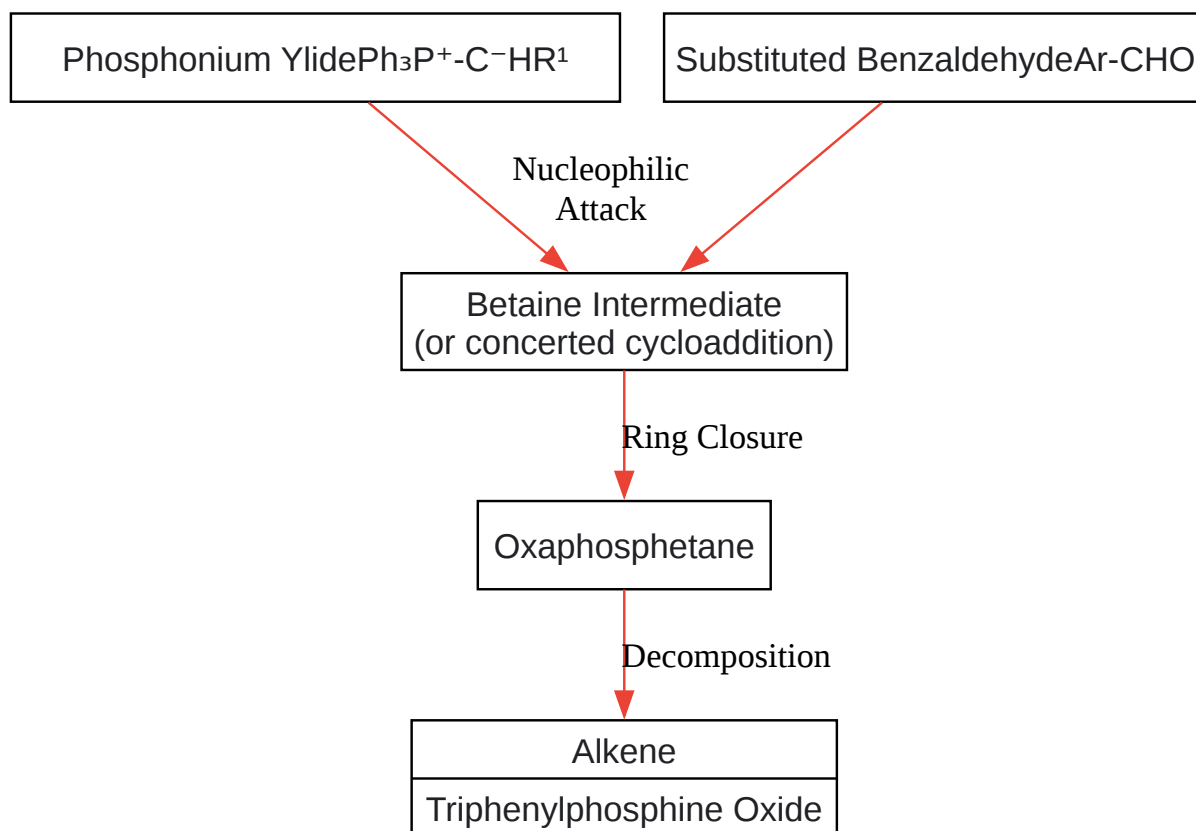 Phosphonium YlidePh₃P⁺-C⁻HR¹
Substituted BenzaldehydeAr-CHO
Nucleophilic
Attack
Betaine Intermediate
(or concerted cycloaddition)
Ring Closure
Oxaphosphetane
Decomposition
Alkene
Triphenylphosphine Oxide